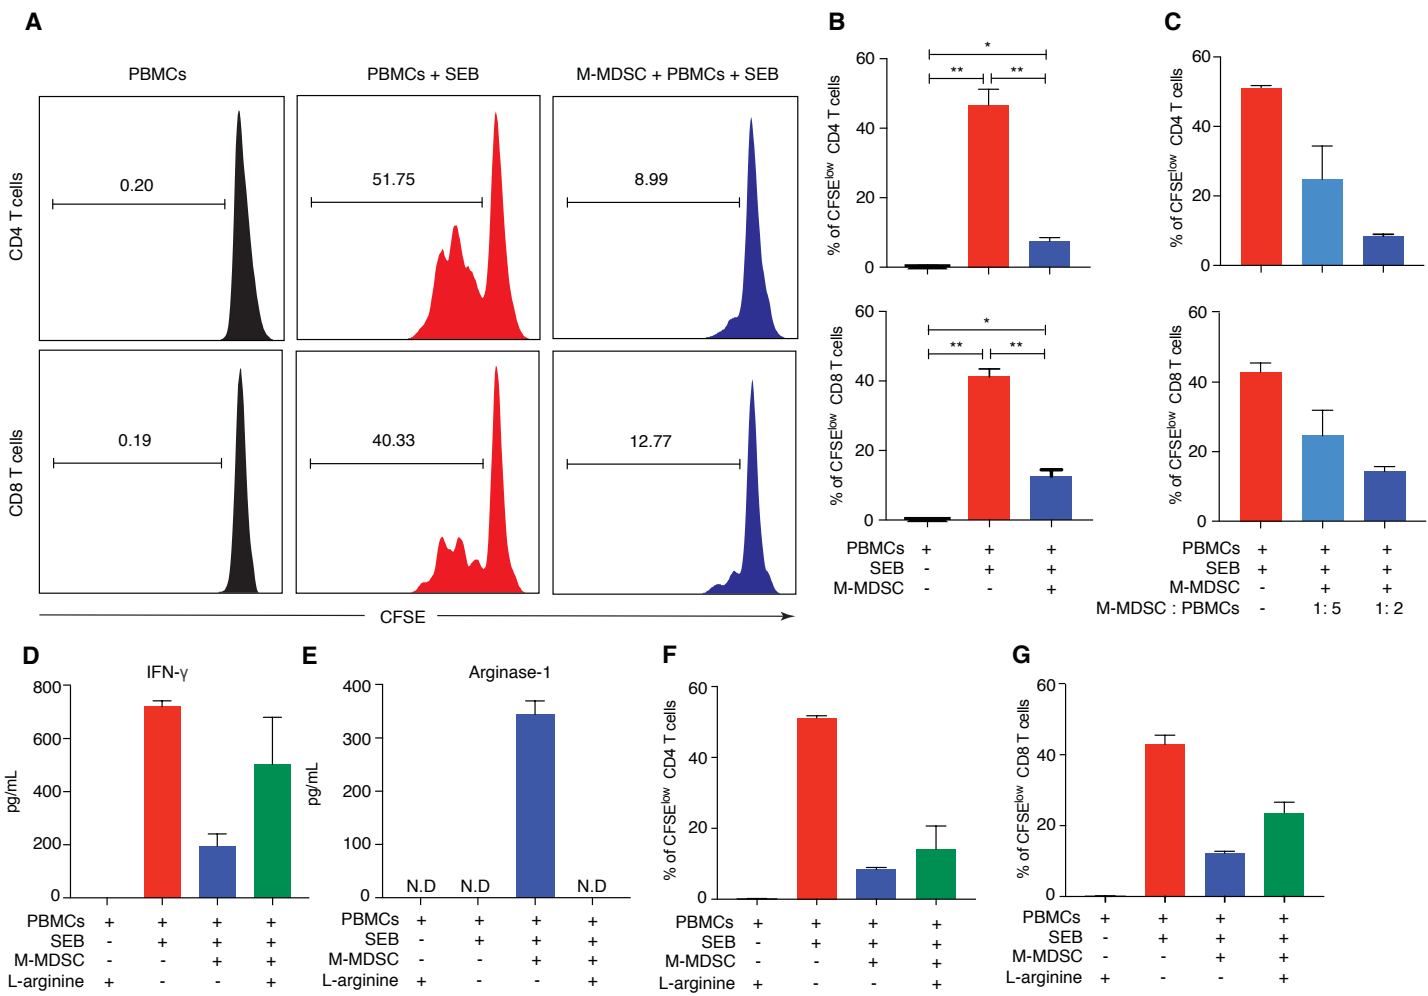 A
PBMCs
PBMCs + SEB
M-MDSC + PBMCs + SEB
CD4 T cells
0.20
51.75
8.99
CD8 T cells
0.19
40.33
12.77
CFSE
B
% of CFSElow CD4 T cells
60
40
20
0
*
** **
% of CFSElow CD8 T cells
60
40
20
0
*
** **
PBMCs + + +
SEB - + +
M-MDSC - - +
C
% of CFSElow CD4 T cells
60
40
20
0
% of CFSElow CD8 T cells
60
40
20
0
PBMCs + + +
SEB + + +
M-MDSC - + +
M-MDSC : PBMCs - 1: 5 1: 2
D
IFN-γ
pg/mL
800
600
400
200
0
PBMCs + + + +
SEB - + + +
M-MDSC - - + +
L-arginine + - - +
E
Arginase-1
pg/mL
400
300
200
100
0
N.D N.D N.D
PBMCs + + + +
SEB - + + +
M-MDSC - - + +
L-arginine + - - +
F
% of CFSElow CD4 T cells
60
40
20
0
PBMCs + + + +
SEB - + + +
M-MDSC - - + +
L-arginine + - - +
G
% of CFSElow CD8 T cells
60
40
20
0
PBMCs + + + +
SEB - + + +
M-MDSC - - + +
L-arginine + - - +